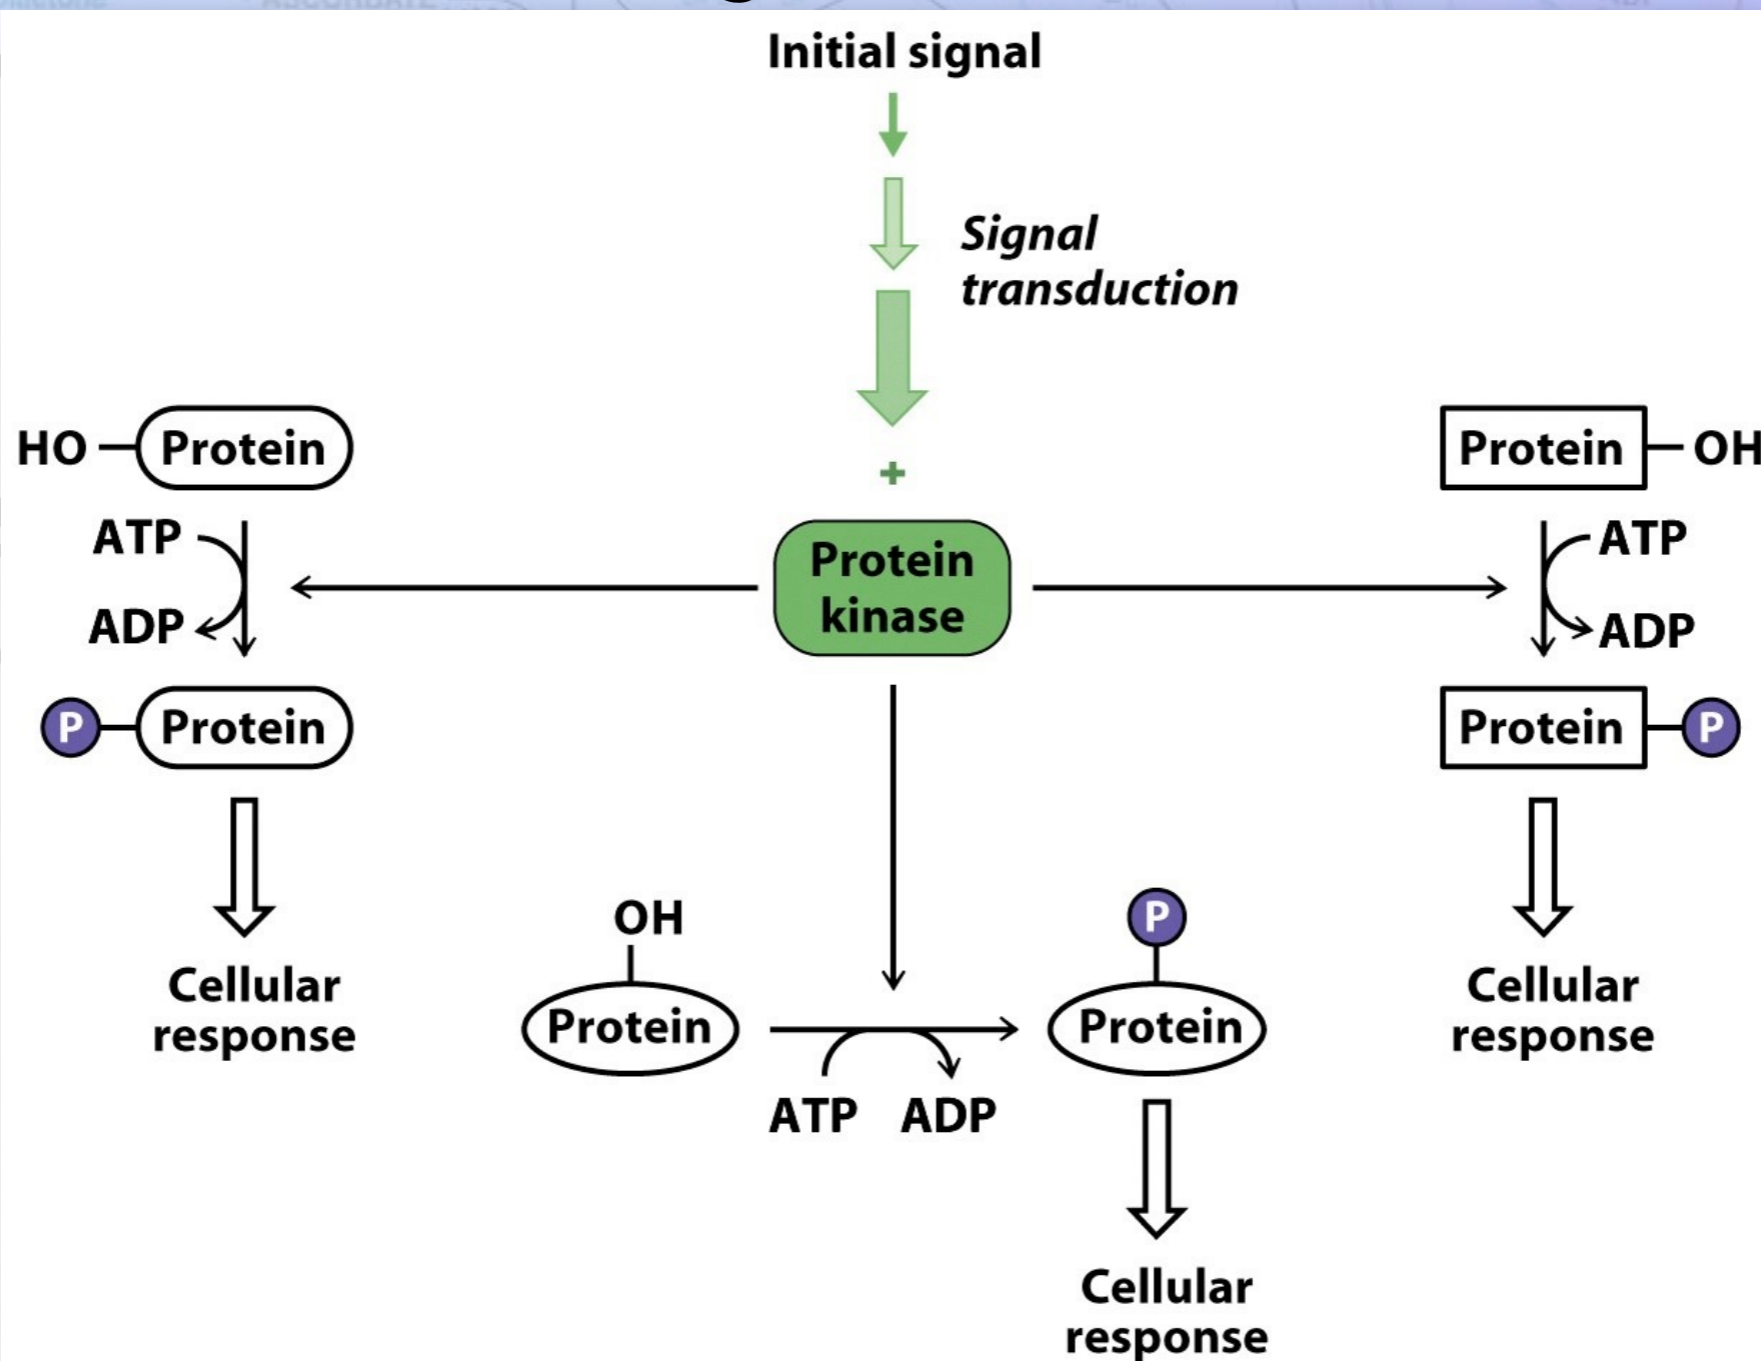 Initial signal
Signal
transduction
+
HO
Protein
Protein
OH
ATP
ADP
Protein
kinase
ATP
ADP
P
Protein
Protein
P
Cellular
response
OH
Protein
ATP
ADP
P
Protein
Cellular
response
Cellular
response